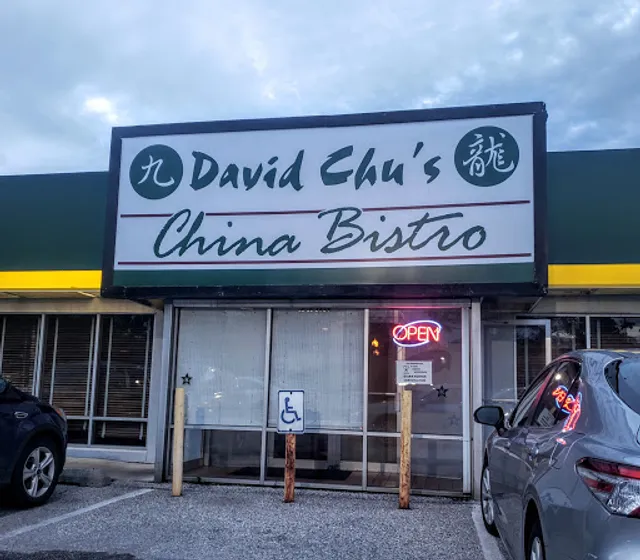 九 David Chu's 龍
China Bistro
OPEN